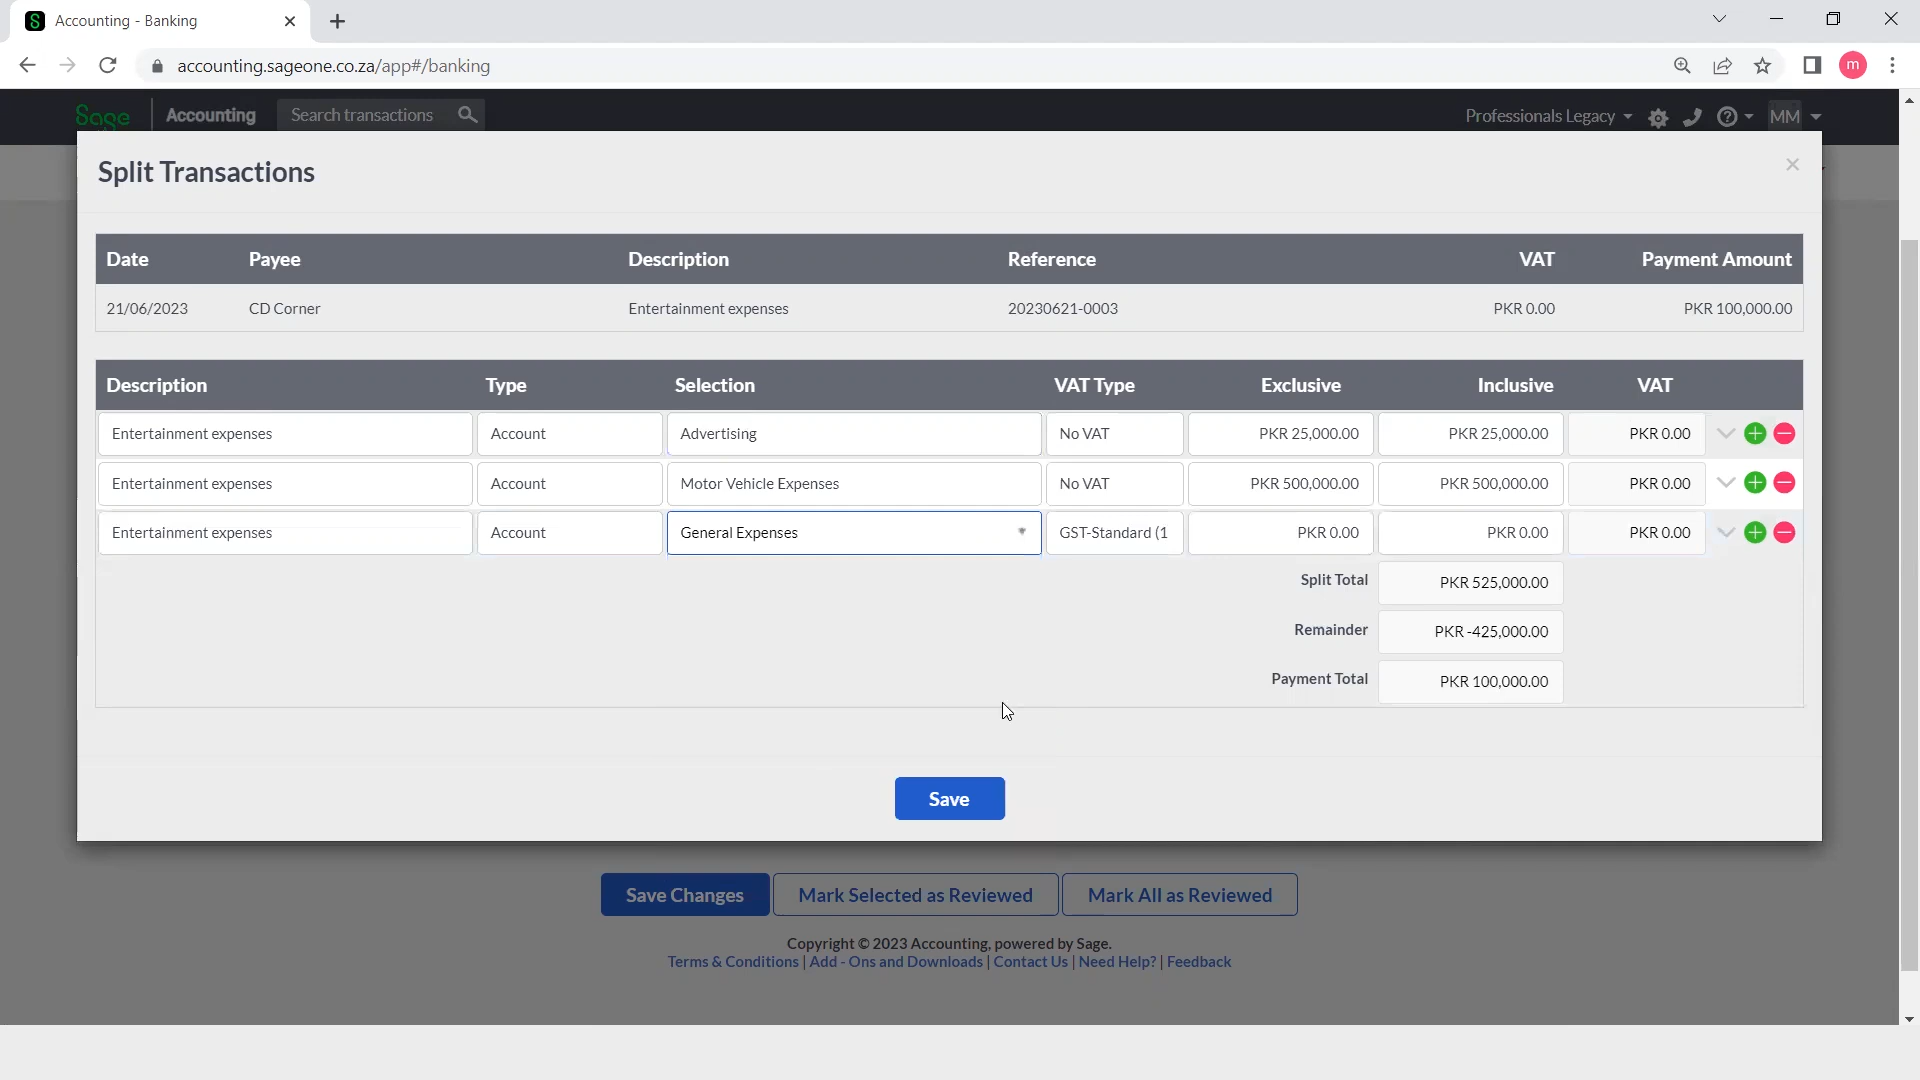 Accounting - Banking
accounting.sageone.co.za/app#/banking
m
Sage
Accounting
Search transactions
Professionals Legacy
MM
Split Transactions
Date Payee Description Reference VAT Payment Amount
21/06/2023 CD Corner Entertainment expenses 20230621-0003 PKR 0.00 PKR 100,000.00
Description Type Selection VAT Type Exclusive Inclusive VAT
Entertainment expenses Account Advertising No VAT PKR 25,000.00 PKR 25,000.00 PKR 0.00
Entertainment expenses Account Motor Vehicle Expenses No VAT PKR 500,000.00 PKR 500,000.00 PKR 0.00
Entertainment expenses Account General Expenses GST-Standard (1 PKR 0.00 PKR 0.00 PKR 0.00
Split Total PKR 525,000.00
Remainder PKR -425,000.00
Payment Total PKR 100,000.00
Save
Save Changes Mark Selected as Reviewed Mark All as Reviewed
Copyright © 2023 Accounting, powered by Sage.
Terms & Conditions | Add - Ons and Downloads | Contact Us | Need Help? | Feedback